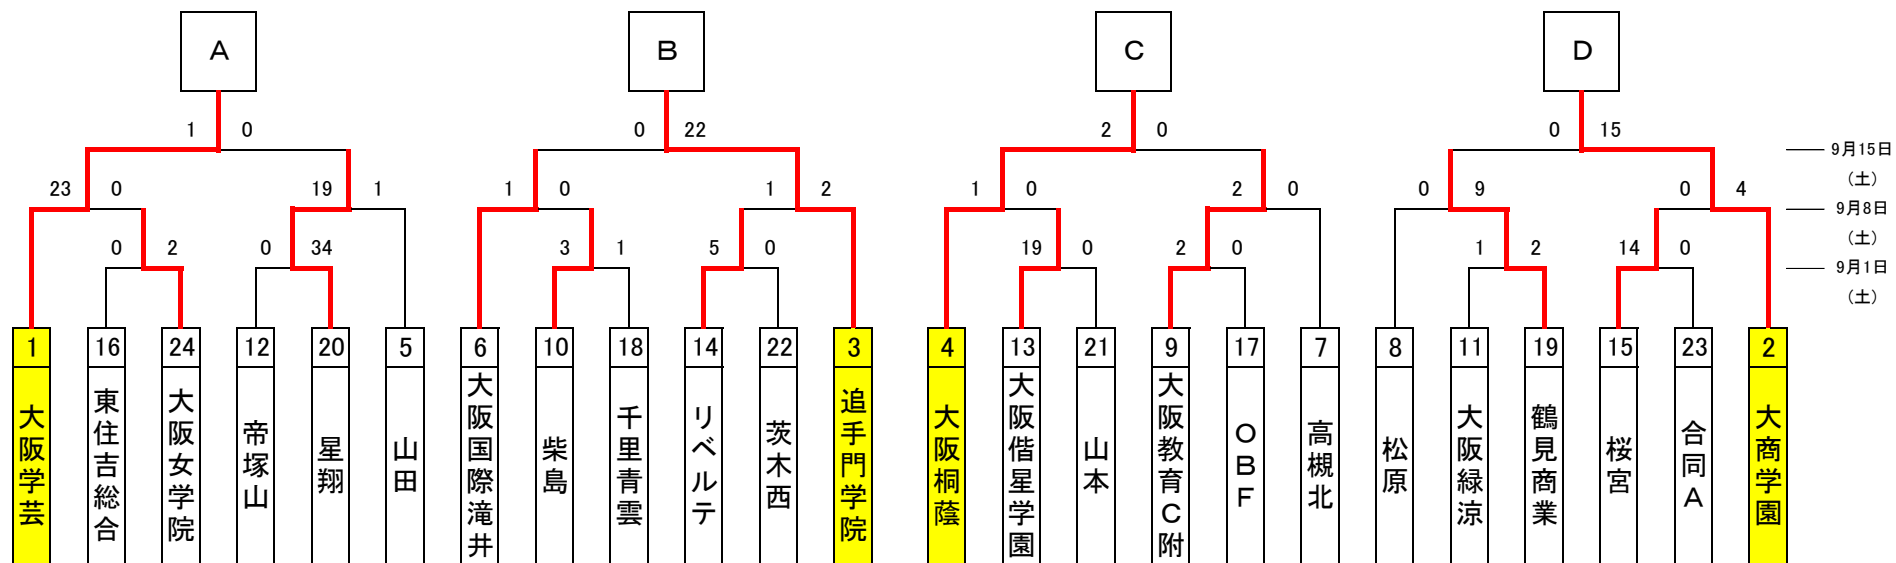 A B C D
1 0 0 22 2 0 0 15 9月15日
(土)
23 0 19 1 1 0 1 2 1 0 2 0 0 9 0 4 9月8日
(土)
0 2 0 34 3 1 5 0 19 0 2 0 1 2 14 0 9月1日
(土)
1 16 24 12 20 5 6 10 18 14 22 3 4 13 21 9 17 7 8 11 19 15 23 2
大阪学芸
東住吉総合
大阪女学院
帝塚山
星翔
山田
大阪国際滝井
柴島
千里青雲
リベルテ
茨木西
追手門学院
大阪桐蔭
大阪偕星学園
山本
大阪教育C附
OBF
高槻北
松原
大阪緑涼
鶴見商業
桜宮
合同A
大商学園